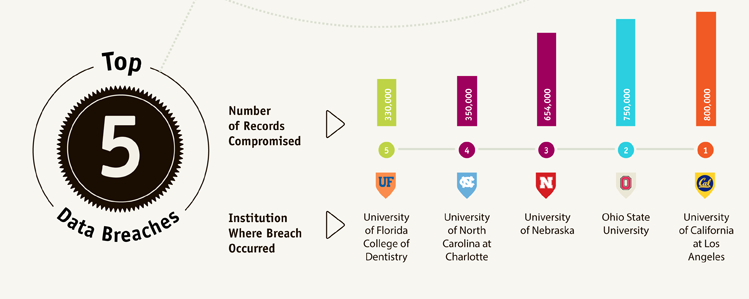 Top
5
Data Breaches
Number
of Records
Compromised
330,000
350,000
654,000
750,000
800,000
5
4
3
2
1
UF
NC
N
O
Cal
Institution
Where Breach
Occurred
University
of Florida
College of
Dentistry
University
of North
Carolina at
Charlotte
University
of Nebraska
Ohio State
University
University
of California
at Los
Angeles